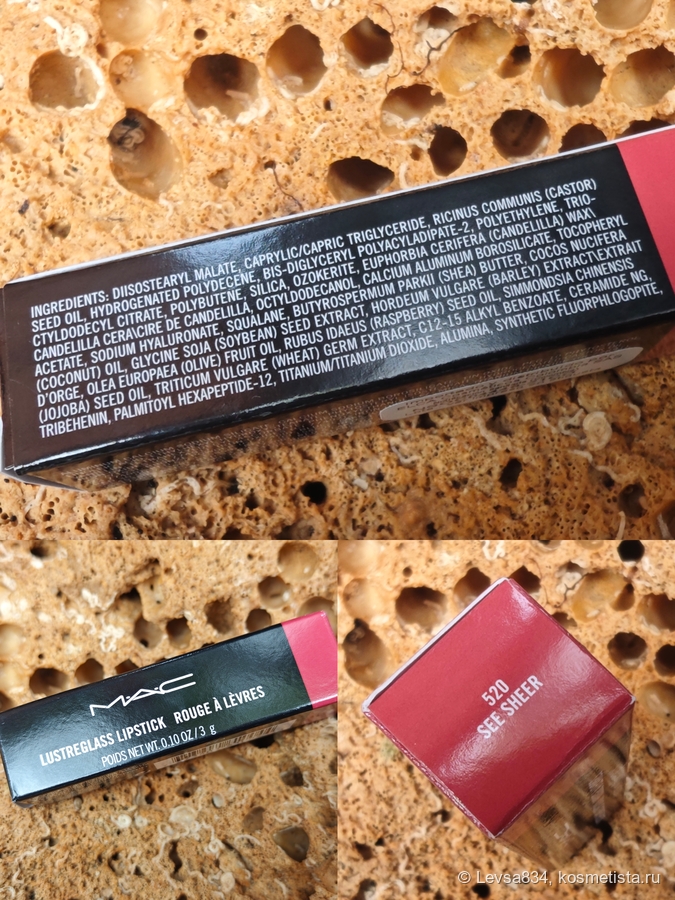 INGREDIENTS: DIISOSTEARYL MALATE, CAPRYLIC/CAPRIC TRIGLYCERIDE, RICINUS COMMUNIS (CASTOR)
SEED OIL, HYDROGENATED POLYDECENE, BIS-DIGLYCERYL POLYACYLADIPATE-2, POLYETHYLENE, TRIO-
CTYLDODECYL CITRATE, POLYBUTENE, SILICA, OZOKERITE, EUPHORBIA CERIFERA (CANDELILLA) WAX\
CANDELILLA CERA\CIRE DE CANDELILLA, OCTYLDODECANOL, CALCIUM ALUMINUM BOROSILICATE, TOCOPHERYL
ACETATE, SODIUM HYALURONATE, SQUALANE, BUTYROSPERMUM PARKII (SHEA) BUTTER, COCOS NUCIFERA
(COCONUT) OIL, GLYCINE SOJA (SOYBEAN) SEED EXTRACT, HORDEUM VULGARE (BARLEY) EXTRACT\EXTRAIT
D'ORGE, OLEA EUROPAEA (OLIVE) FRUIT OIL, RUBUS IDAEUS (RASPBERRY) SEED OIL, SIMMONDSIA CHINENSIS
(JOJOBA) SEED OIL, TRITICUM VULGARE (WHEAT) GERM EXTRACT, C12-15 ALKYL BENZOATE, CERAMIDE NG,
TRIBEHENIN, PALMITOYL HEXAPEPTIDE-12, TITANIUM/TITANIUM DIOXIDE, ALUMINA, SYNTHETIC FLUORPHLOGOPITE,
MAC
LUSTREGLASS LIPSTICK ROUGE À LÈVRES
POIDS NET WT. 0.10 OZ/3 g
520
SEE SHEER
© Levsa834, kosmetista.ru